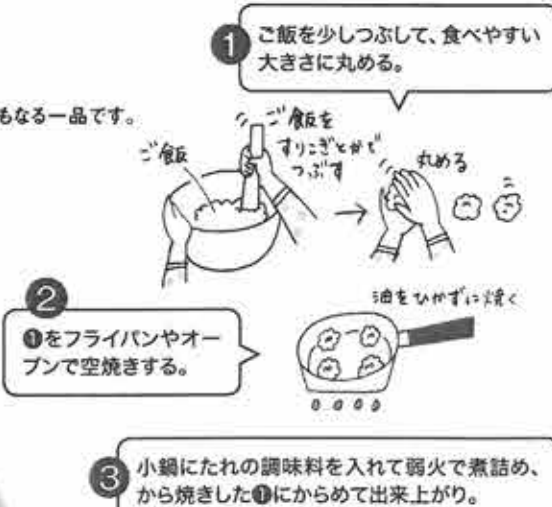 ❶ ご飯を少しつぶして、食べやすい
大きさに丸める。
もなる一品です。
ご飯
ご飯を
すりこぎとかで
つぶす
丸める
❷
❶をフライパンやオー
ブンで空焼きする。
油をひかずに焼く
❸ 小鍋にたれの調味料を入れて弱火で煮詰め、
から焼きした❶にからめて出来上がり。